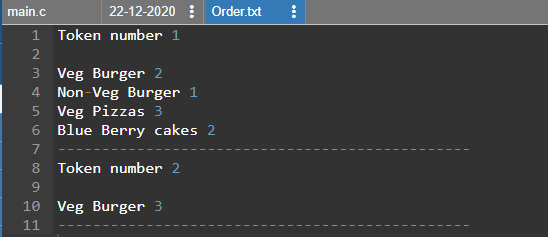 main.c 22-12-2020 Order.txt
1 Token number 1
2
3 Veg Burger 2
4 Non-Veg Burger 1
5 Veg Pizzas 3
6 Blue Berry cakes 2
7 -----------------------------------------------
8 Token number 2
9
10 Veg Burger 3
11 -----------------------------------------------